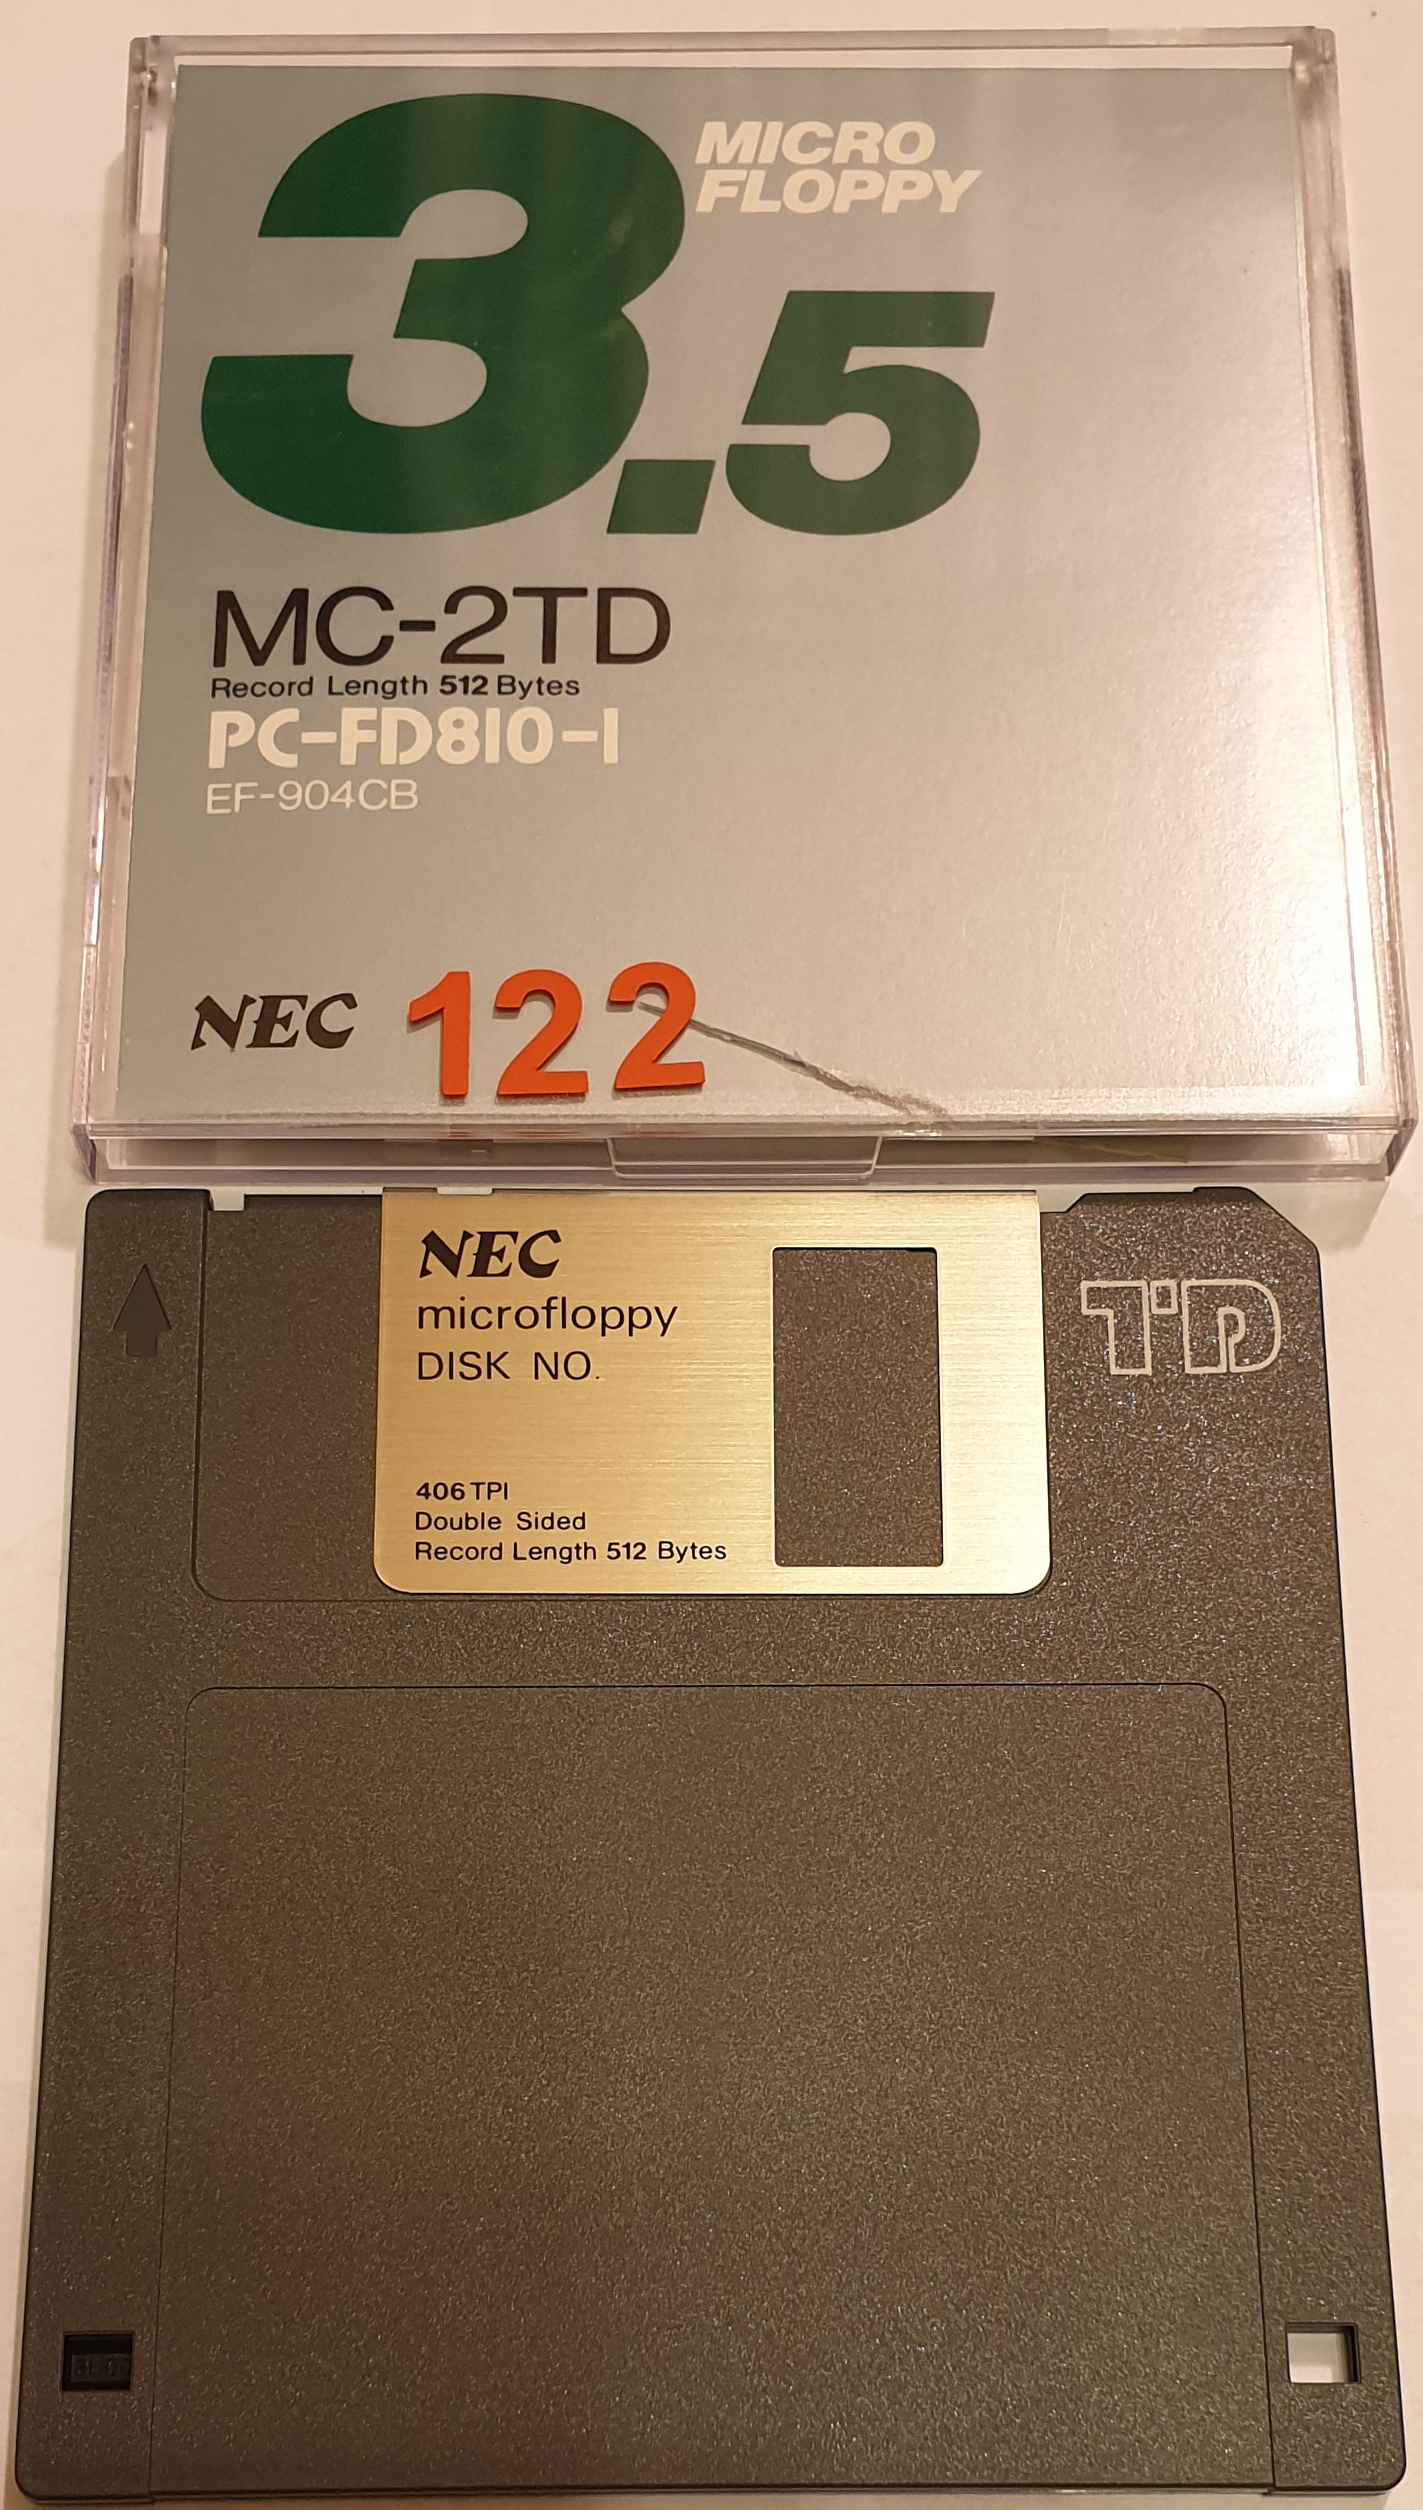 3.5
MICRO
FLOPPY
MC-2TD
Record Length 512 Bytes
PC-FD810-1
EF-904CB
NEC 122
NEC
microfloppy
DISK NO.
406 TPI
Double Sided
Record Length 512 Bytes
TD